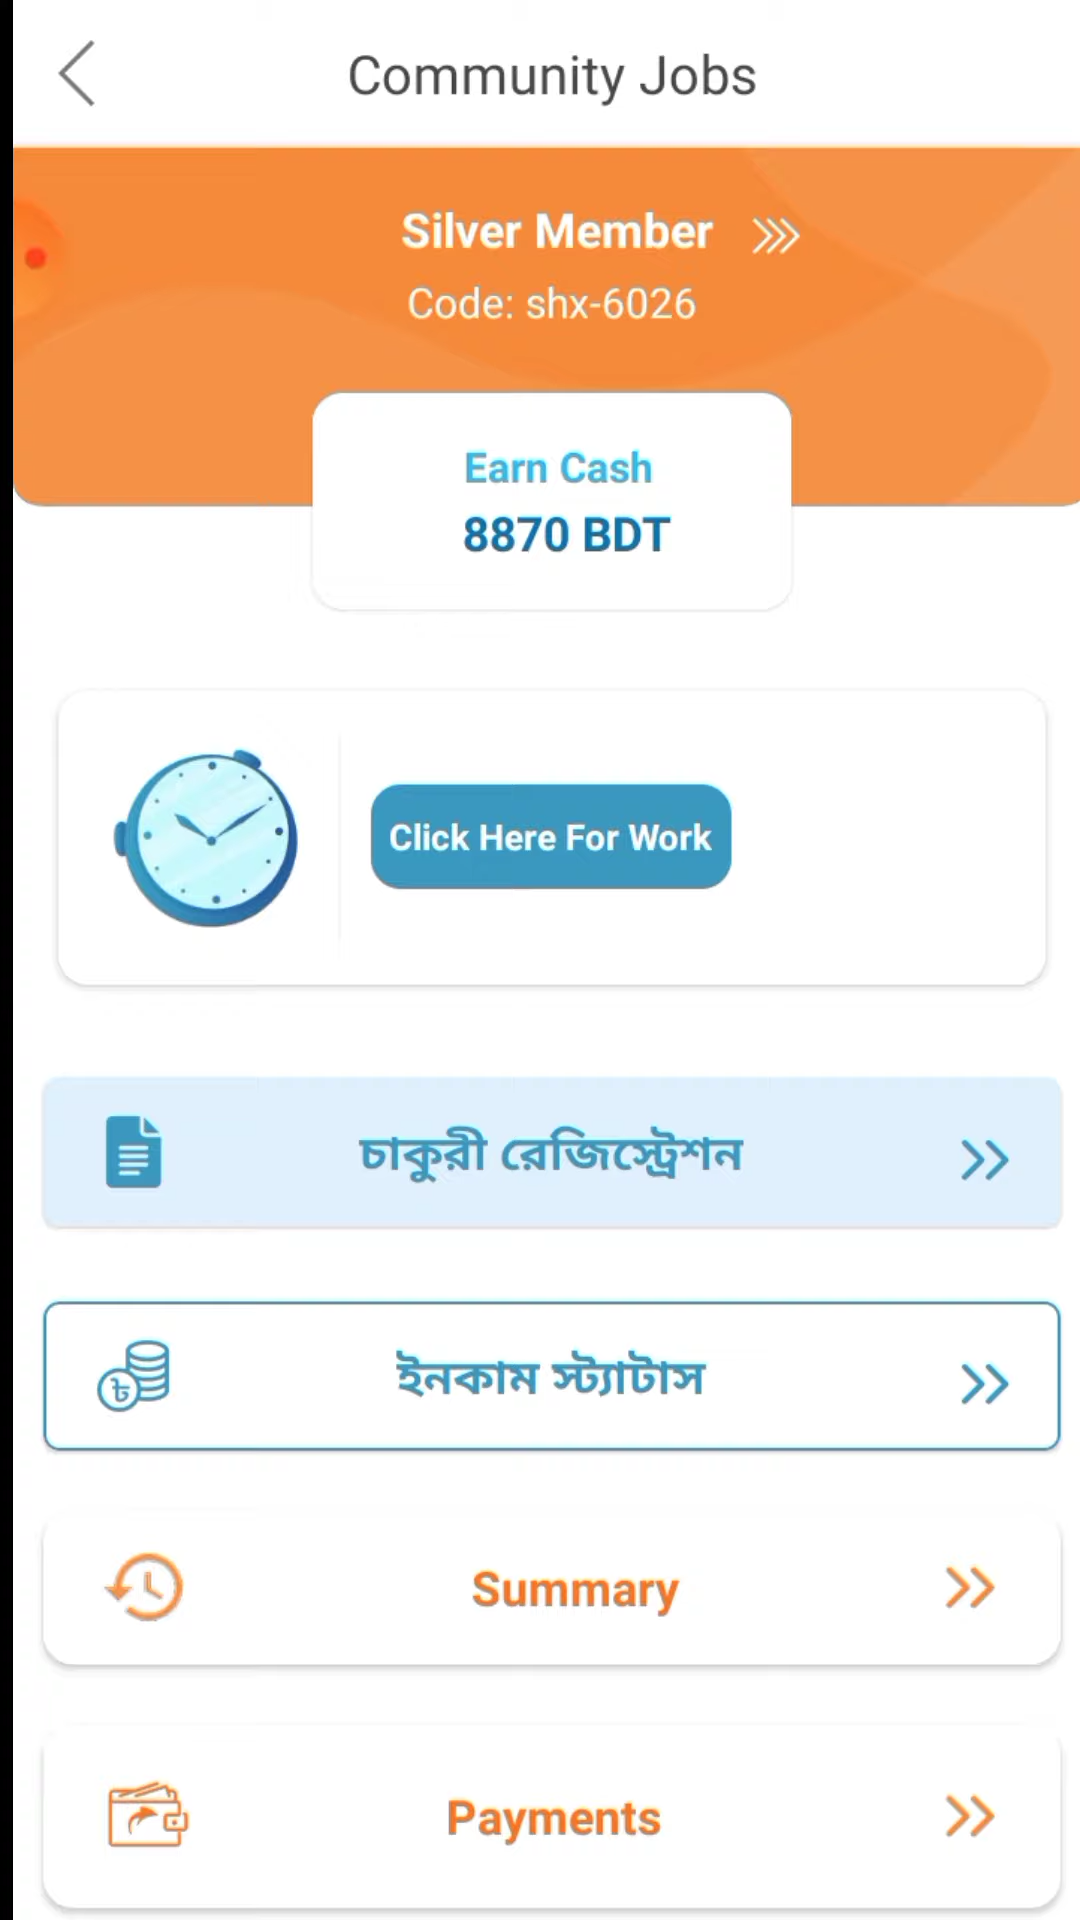 Community Jobs
Silver Member
Code: shx-6026
Earn Cash
8870 BDT
Click Here For Work
চাকুরী রেজিস্ট্রেশন
ইনকাম স্ট্যাটাস
৳
Summary
Payments